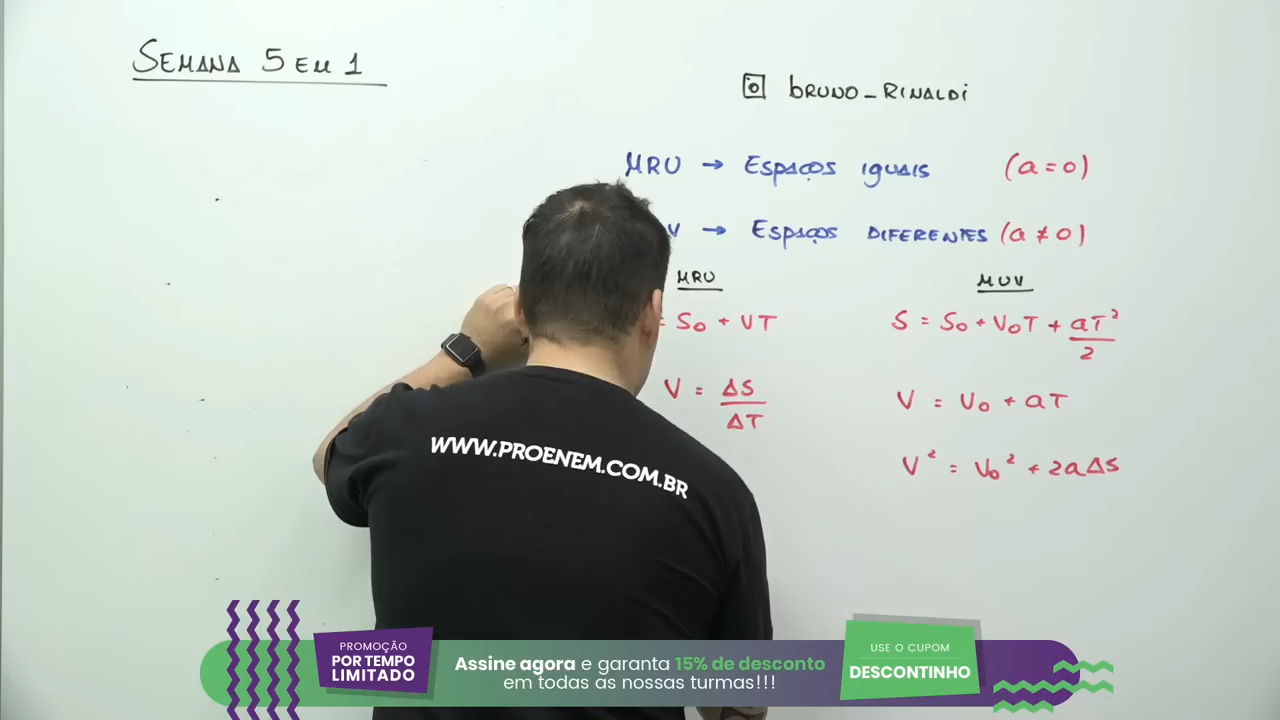 SEMANA 5 EM 1
bRUNO_RINALDi
MRU → ESPAÇOS iguAIS (a = 0)
V → ESPAÇOS DIFERENTES (a ≠ 0)
MRU
MUV
= S₀ + VT
S = S₀ + V₀T + aT²/2
V = ΔS/ΔT
V = V₀ + aT
V² = V₀² + 2aΔS
WWW.PROENEM.COM.BR
PROMOÇÃO
POR TEMPO
LIMITADO
Assine agora e garanta 15% de desconto
em todas as nossas turmas!!!
USE O CUPOM
DESCONTINHO